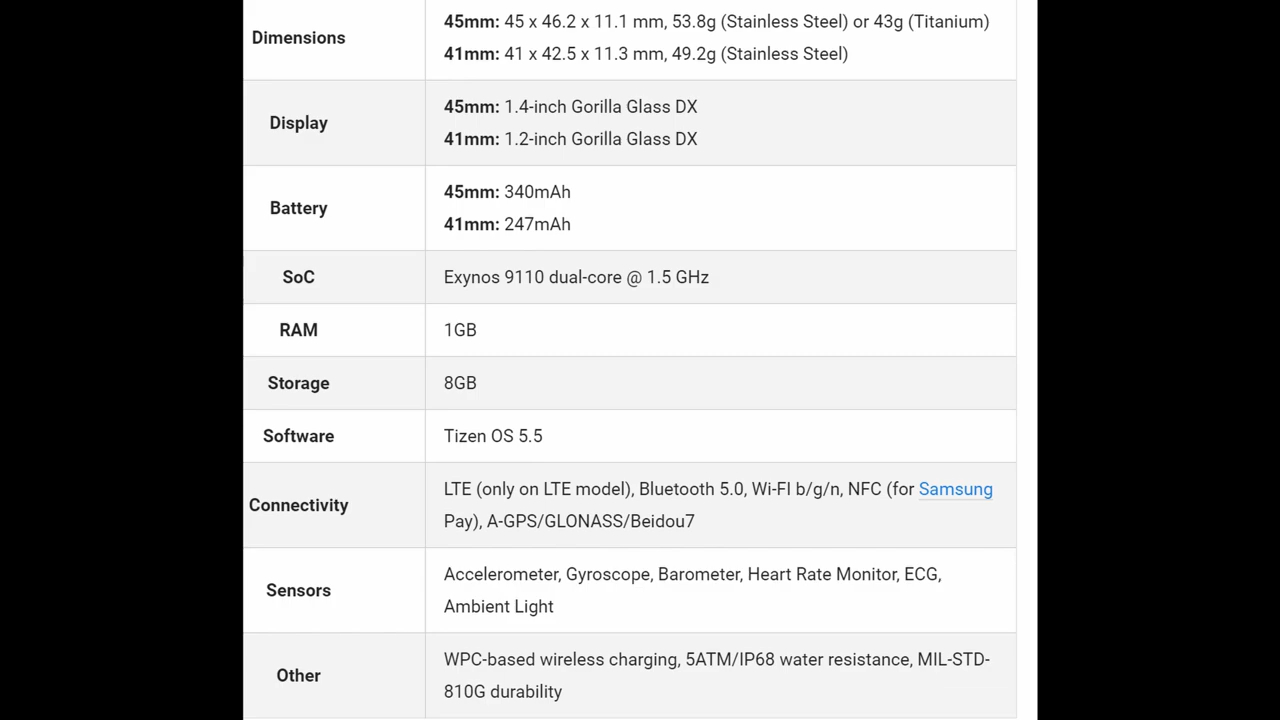 Dimensions
45mm: 45 x 46.2 x 11.1 mm, 53.8g (Stainless Steel) or 43g (Titanium)
41mm: 41 x 42.5 x 11.3 mm, 49.2g (Stainless Steel)
Display
45mm: 1.4-inch Gorilla Glass DX
41mm: 1.2-inch Gorilla Glass DX
Battery
45mm: 340mAh
41mm: 247mAh
SoC
Exynos 9110 dual-core @ 1.5 GHz
RAM
1GB
Storage
8GB
Software
Tizen OS 5.5
Connectivity
LTE (only on LTE model), Bluetooth 5.0, Wi-FI b/g/n, NFC (for Samsung
Pay), A-GPS/GLONASS/Beidou7
Sensors
Accelerometer, Gyroscope, Barometer, Heart Rate Monitor, ECG,
Ambient Light
Other
WPC-based wireless charging, 5ATM/IP68 water resistance, MIL-STD-
810G durability